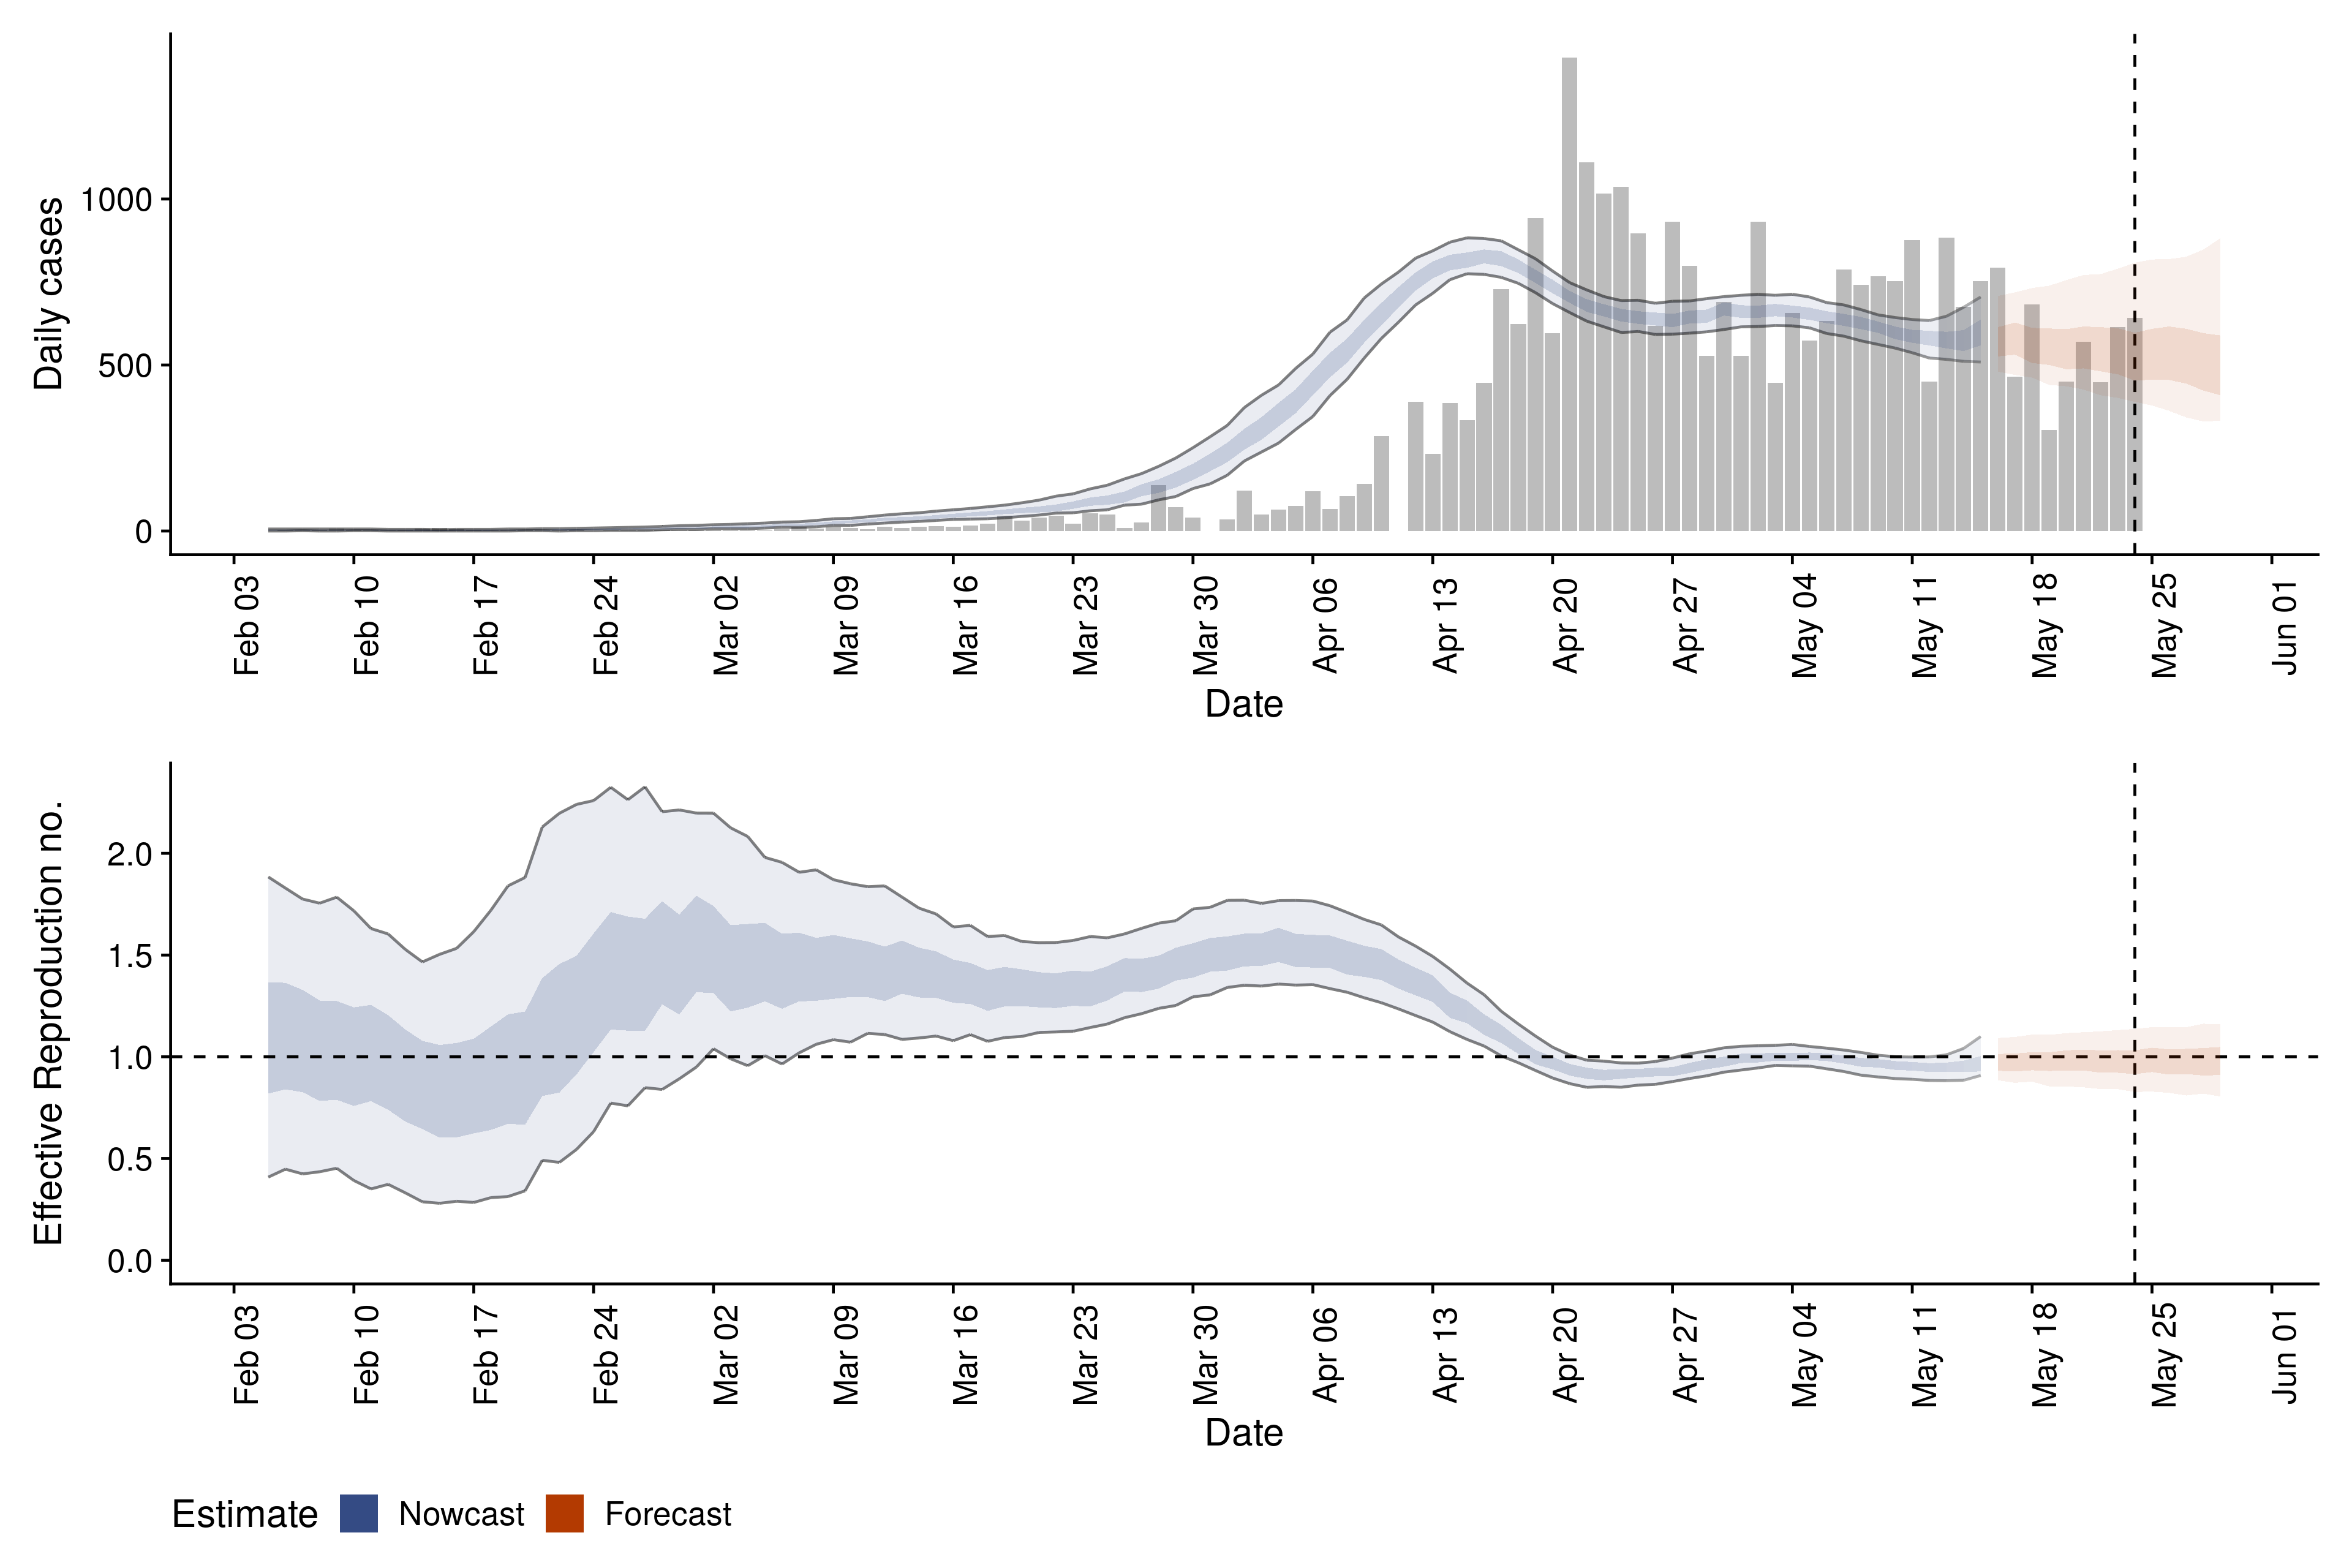 Daily cases
1000
500
0
Feb 03
Feb 10
Feb 17
Feb 24
Mar 02
Mar 09
Mar 16
Mar 23
Mar 30
Apr 06
Apr 13
Apr 20
Apr 27
May 04
May 11
May 18
May 25
Jun 01
Date
Effective Reproduction no.
2.0
1.5
1.0
0.5
0.0
Feb 03
Feb 10
Feb 17
Feb 24
Mar 02
Mar 09
Mar 16
Mar 23
Mar 30
Apr 06
Apr 13
Apr 20
Apr 27
May 04
May 11
May 18
May 25
Jun 01
Date
Estimate Nowcast Forecast